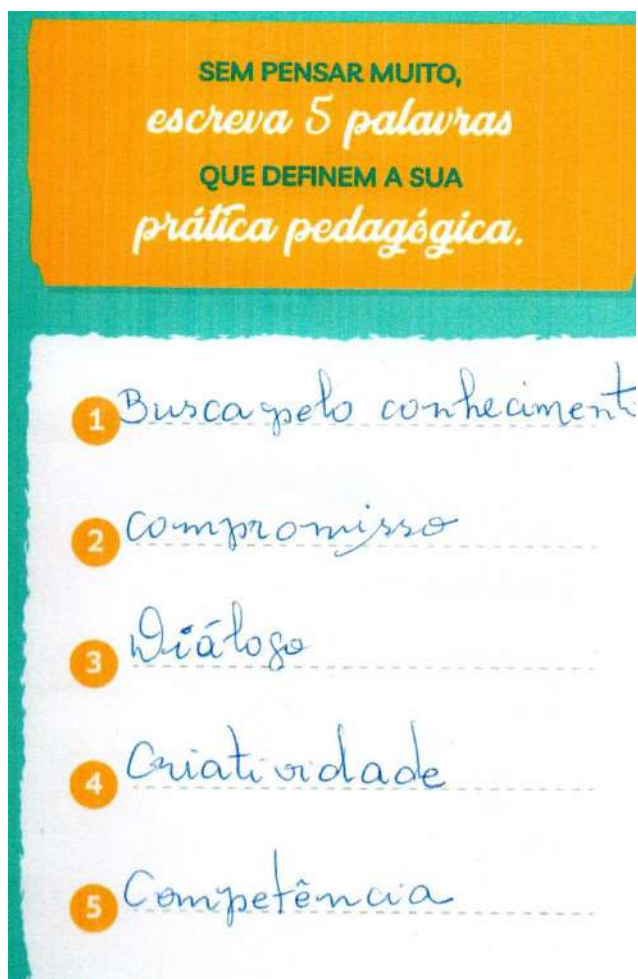 SEM PENSAR MUITO,
escreva 5 palavras
QUE DEFINEM A SUA
prática pedagógica.
1 Busca pelo conhecimento
2 Compromisso
3 Diálogo
4 Criatividade
5 Competência